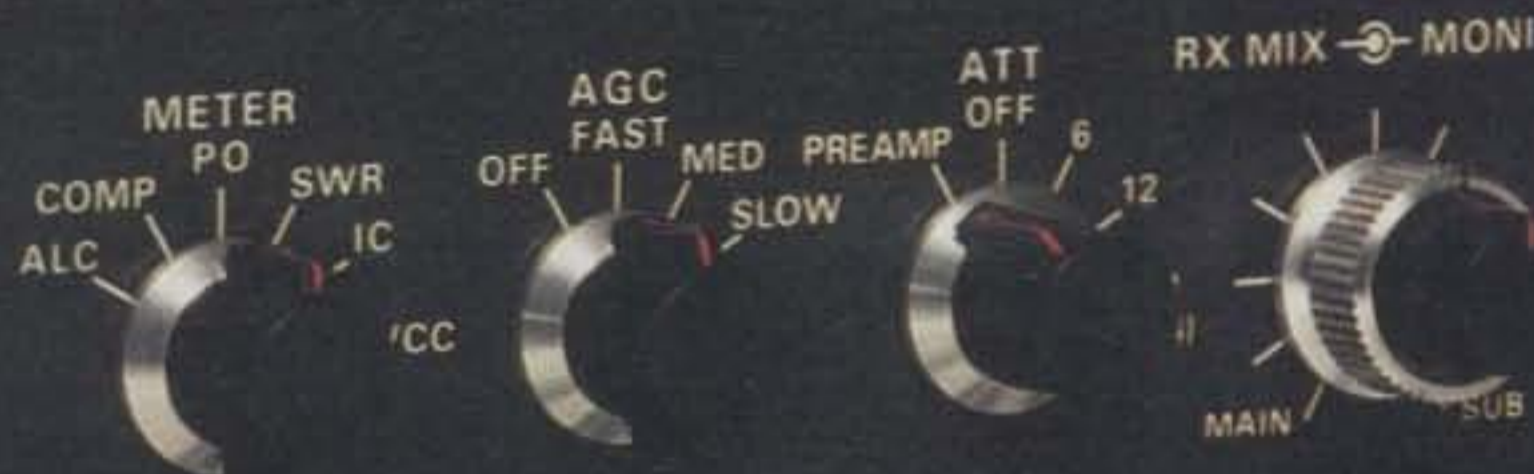 METER
PO
COMP
SWR
ALC
IC
VCC
AGC
FAST
OFF
MED
SLOW
ATT
OFF
PREAMP
6
12
RX MIX
MONI
MAIN
SUB